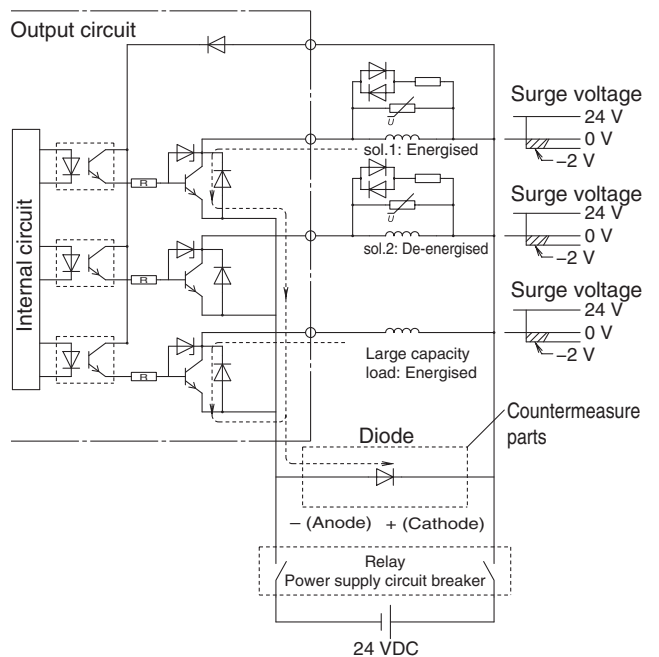 Output circuit
Internal circuit
R
R
R
U
sol.1: Energised
U
sol.2: De-energised
Large capacity
load: Energised
Surge voltage
24 V
0 V
−2 V
Surge voltage
24 V
0 V
−2 V
Surge voltage
24 V
0 V
−2 V
Countermeasure
parts
Diode
− (Anode) + (Cathode)
Relay
Power supply circuit breaker
24 VDC